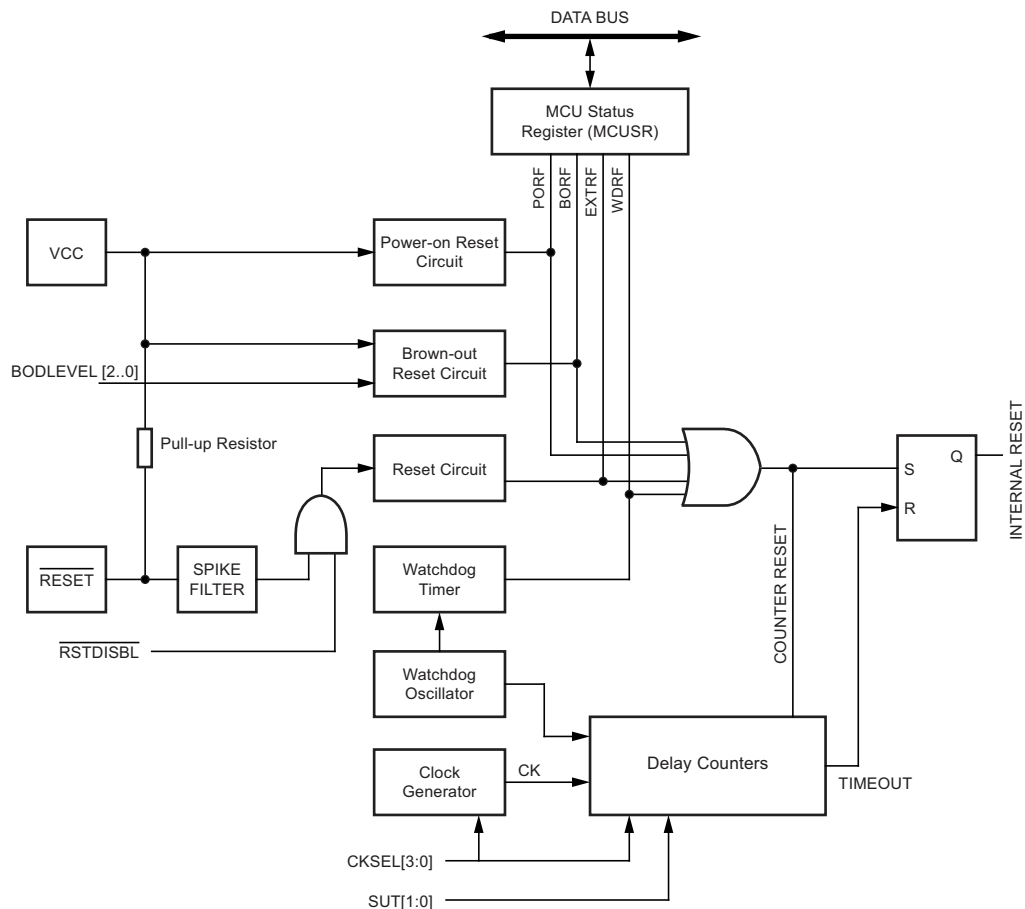 DATA BUS
MCU Status
Register (MCUSR)
PORF
BORF
EXTRF
WDRF
VCC
Power-on Reset
Circuit
BODLEVEL [2..0]
Brown-out
Reset Circuit
Pull-up Resistor
Reset Circuit
S
Q
R
INTERNAL RESET
RESET
SPIKE
FILTER
Watchdog
Timer
COUNTER RESET
RSTDISBL
Watchdog
Oscillator
Clock
Generator
CK
Delay Counters
TIMEOUT
CKSEL[3:0]
SUT[1:0]